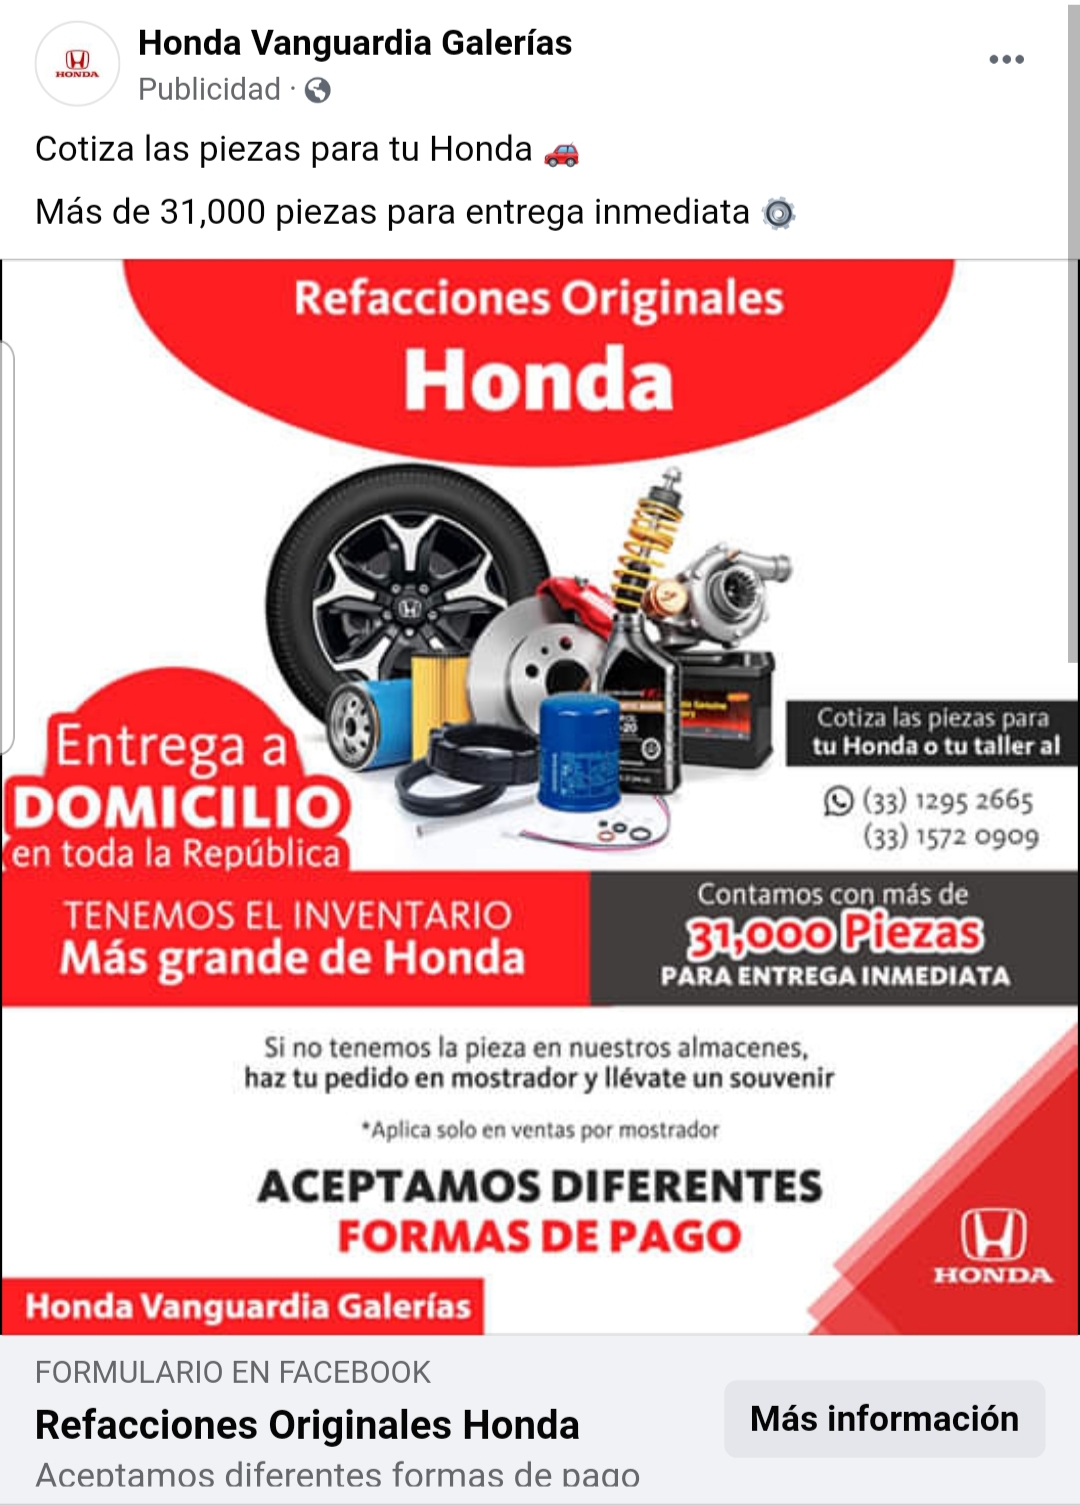 HONDA
Honda Vanguardia Galerías
Publicidad ·
Cotiza las piezas para tu Honda 🚗
Más de 31,000 piezas para entrega inmediata ⚙️
Refacciones Originales
Honda
Entrega a
DOMICILIO
en toda la República
Cotiza las piezas para
tu Honda o tu taller al
(33) 1295 2665
(33) 1572 0909
TENEMOS EL INVENTARIO
Más grande de Honda
Contamos con más de
31,000 Piezas
PARA ENTREGA INMEDIATA
Si no tenemos la pieza en nuestros almacenes,
haz tu pedido en mostrador y llévate un souvenir
*Aplica solo en ventas por mostrador
ACEPTAMOS DIFERENTES
FORMAS DE PAGO
HONDA
Honda Vanguardia Galerías
FORMULARIO EN FACEBOOK
Refacciones Originales Honda
Más información
Aceptamos diferentes formas de pago